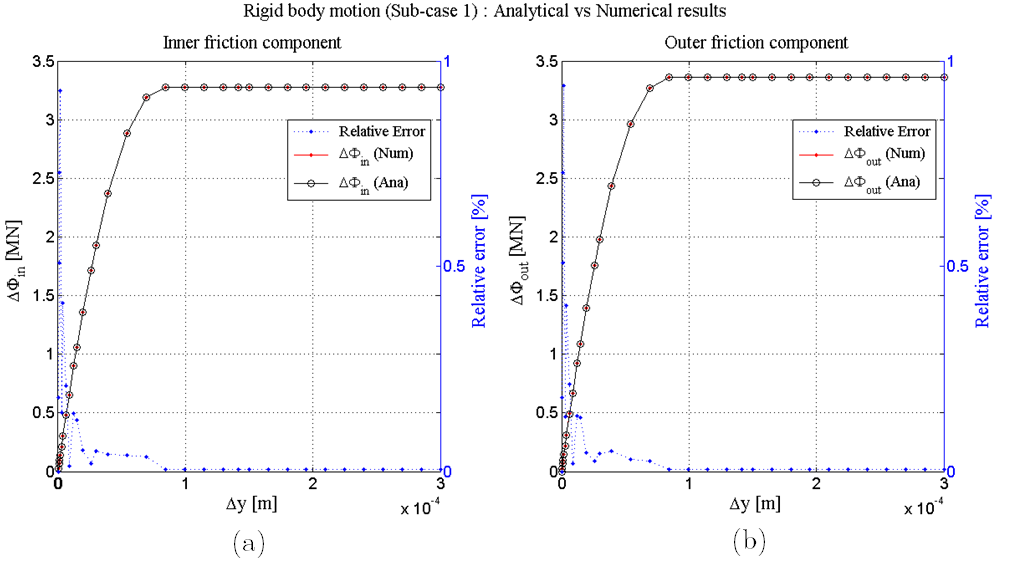 Rigid body motion (Sub-case 1) : Analytical vs Numerical results
Inner friction component
3.5
3
2.5
2
1.5
1
0.5
0
ΔΦin [MN]
1
0.5
0
Relative error [%]
Relative Error
ΔΦin (Num)
ΔΦin (Ana)
0
1
2
3
x 10-4
Δy [m]
(a)
Outer friction component
3.5
3
2.5
2
1.5
1
0.5
0
ΔΦout [MN]
1
0.5
0
Relative error [%]
Relative Error
ΔΦout (Num)
ΔΦout (Ana)
0
1
2
3
x 10-4
Δy [m]
(b)